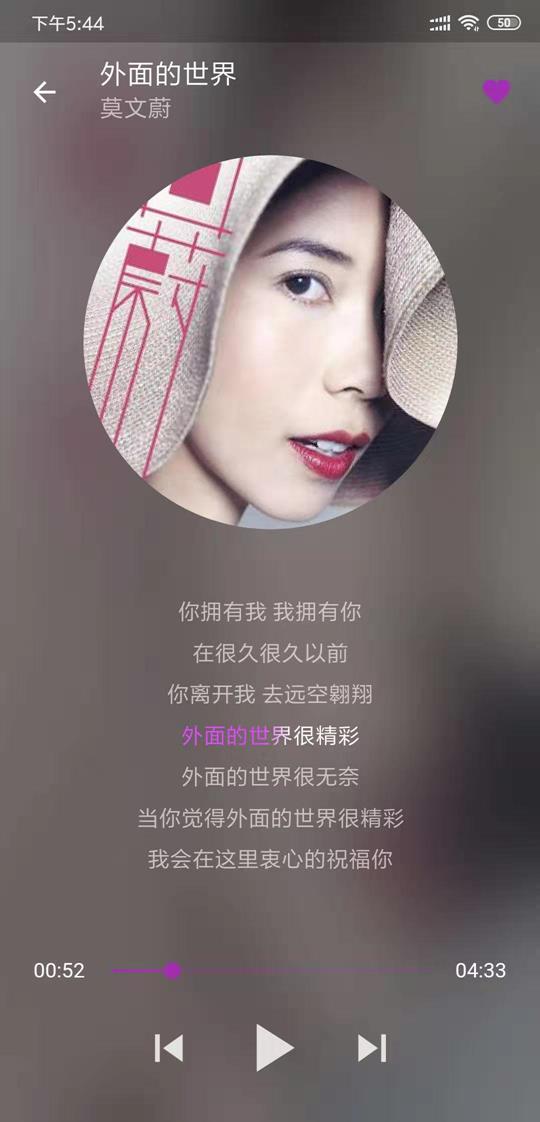 下午5:44
50
外面的世界
莫文蔚
蔚
你拥有我 我拥有你
在很久很久以前
你离开我 去远空翱翔
外面的世界很精彩
外面的世界很无奈
当你觉得外面的世界很精彩
我会在这里衷心的祝福你
00:52
04:33